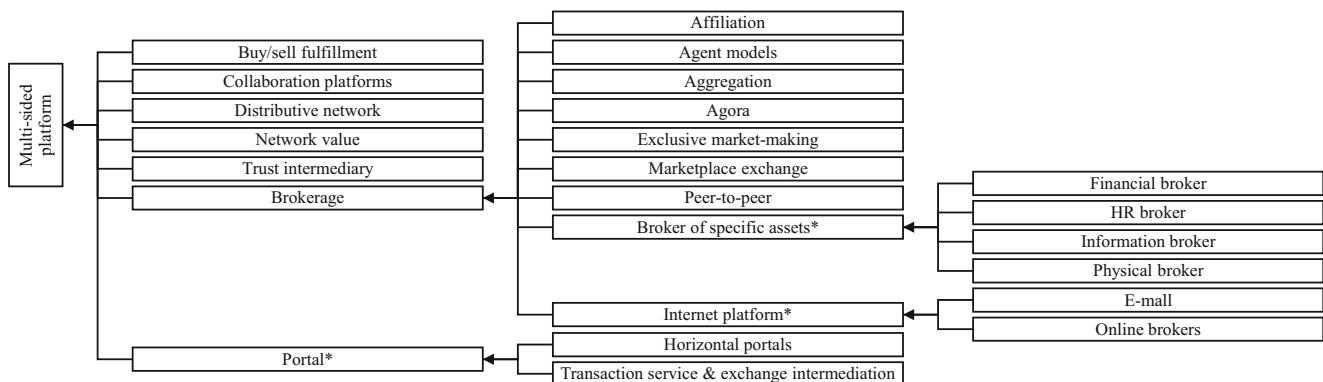 Multi-sided
platform
Buy/sell fulfillment
Collaboration platforms
Distributive network
Network value
Trust intermediary
Brokerage
Portal*
Affiliation
Agent models
Aggregation
Agora
Exclusive market-making
Marketplace exchange
Peer-to-peer
Broker of specific assets*
Internet platform*
Horizontal portals
Transaction service & exchange intermediation
Financial broker
HR broker
Information broker
Physical broker
E-mall
Online brokers